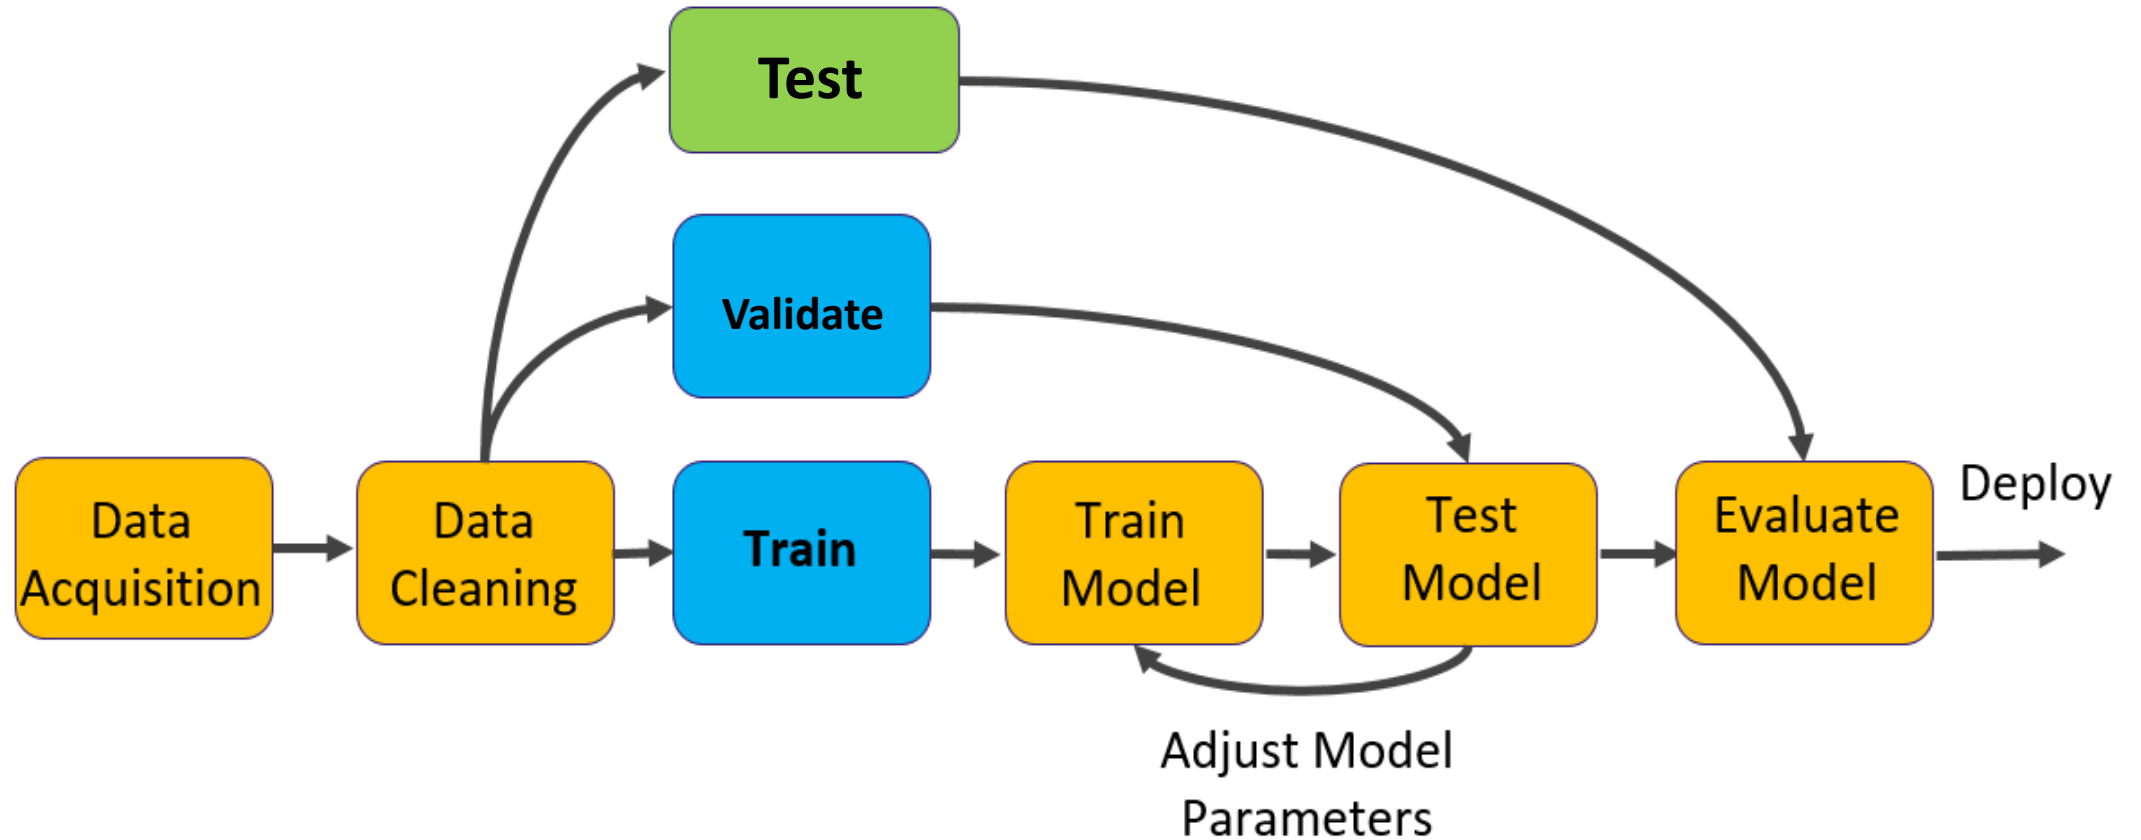 Test
Validate
Data
Acquisition
Data
Cleaning
Train
Train
Model
Test
Model
Evaluate
Model
Deploy
Adjust Model
Parameters